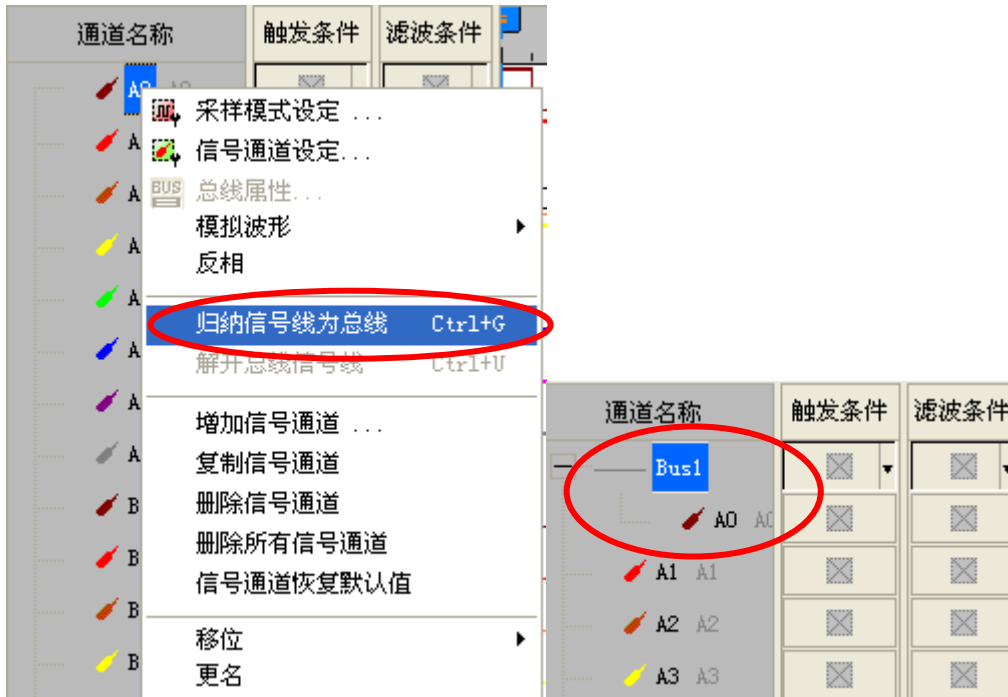 通道名称 触发条件 滤波条件
A0 A0
采样模式设定 ...
A
信号通道设定...
A
BUS 总线属性...
模拟波形
A
反相
A
归纳信号线为总线 Ctrl+G
A
解开总线信号线 Ctrl+U
A
增加信号通道 ...
A
复制信号通道
B
删除信号通道
删除所有信号通道
B
信号通道恢复默认值
B
移位
B
更名
通道名称 触发条件 滤波条件
Bus1
A0 A0
A1 A1
A2 A2
A3 A3